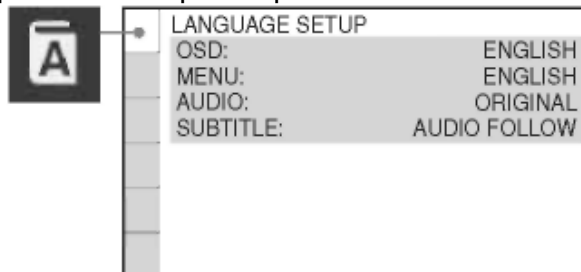 A
LANGUAGE SETUP
OSD: ENGLISH
MENU: ENGLISH
AUDIO: ORIGINAL
SUBTITLE: AUDIO FOLLOW